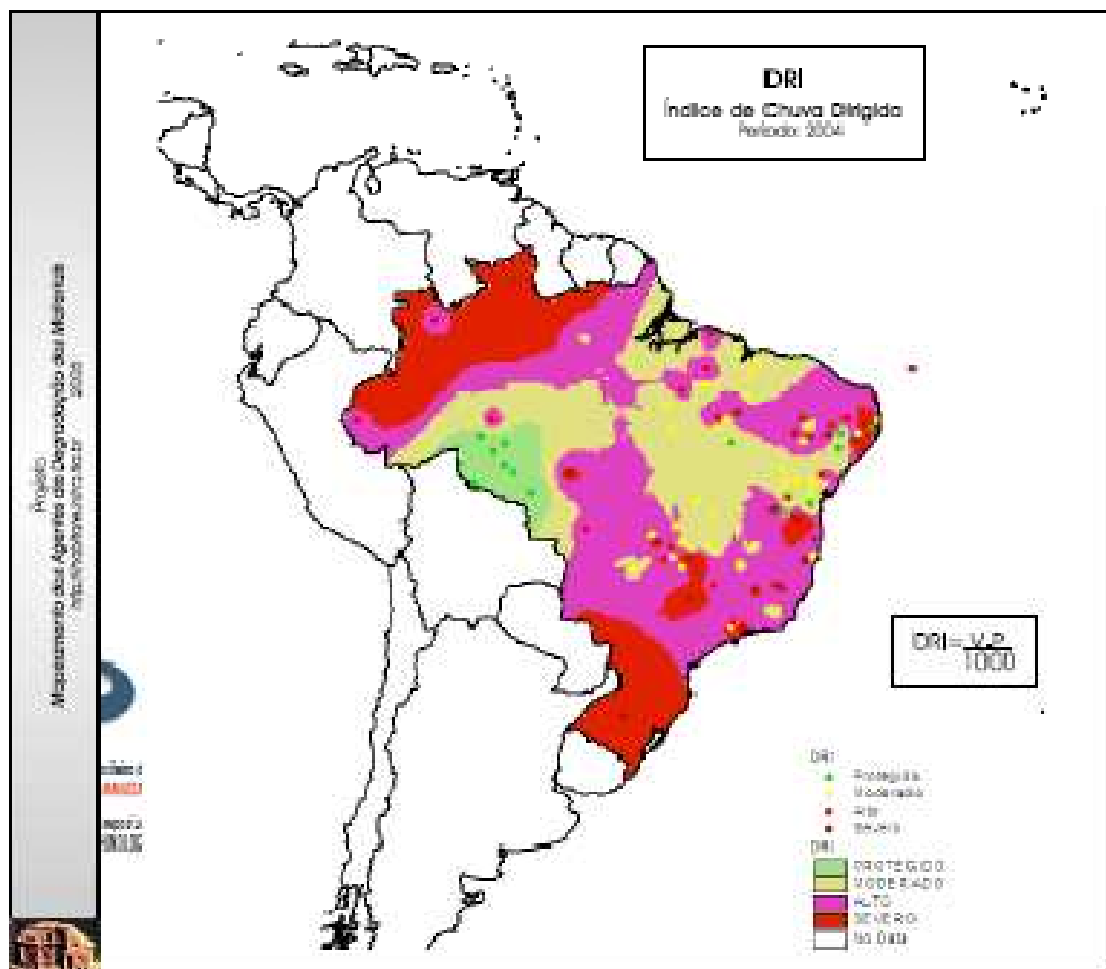 IDRI
Índice de Chuva Dirigida
Período: 2004
Projeto
Mapeamento dos Agentes de Degradação dos Materiais
IDRI=V.P
1000
IDRI
Protegido
Moderado
Alto
Severo
IDRI
PROTEGIDO
MODERADO
ALTO
SEVERO
No Data